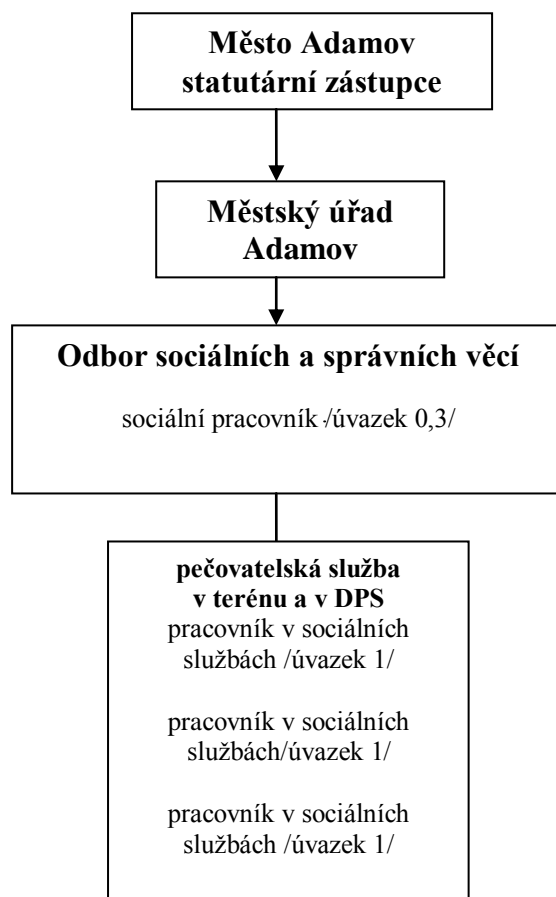 Město Adamov
statutární zástupce
Městský úřad
Adamov
Odbor sociálních a správních věcí
sociální pracovník /úvazek 0,3/
pečovatelská služba
v terénu a v DPS
pracovník v sociálních
službách /úvazek 1/
pracovník v sociálních
službách/úvazek 1/
pracovník v sociálních
službách /úvazek 1/